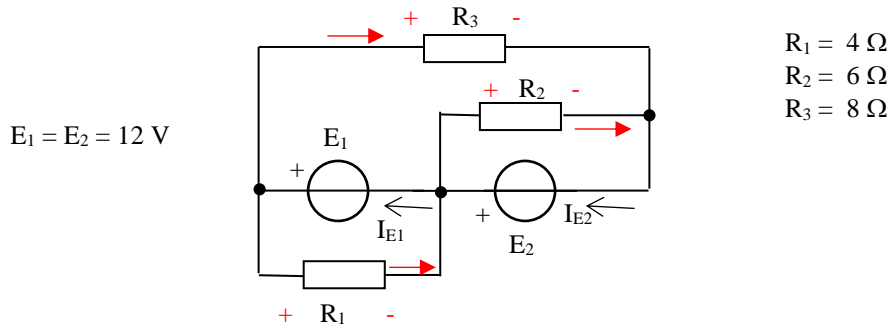 + R₃ -
R₁ = 4 Ω
R₂ = 6 Ω
R₃ = 8 Ω
+ R₂ -
E₁ = E₂ = 12 V
E₁
+
I_E1
+
E₂
I_E2
+ R₁ -